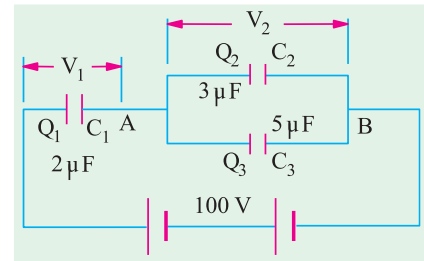 V₂
V₁
Q₂ C₂
3 μF
Q₁ C₁ A
5 μF
B
2 μF
Q₃ C₃
100 V